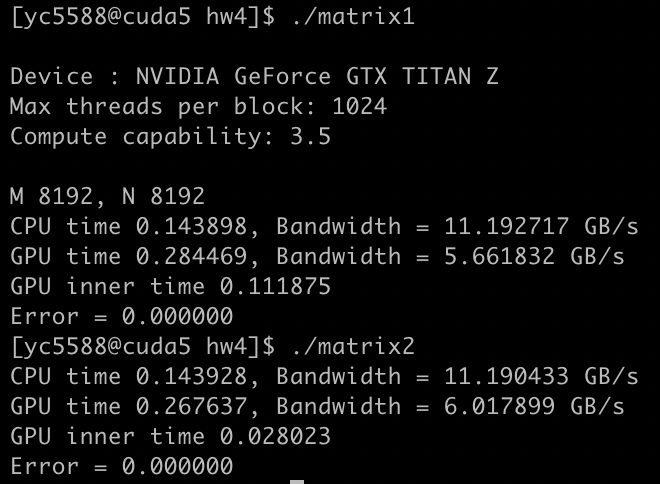 [yc5588@cuda5 hw4]$ ./matrix1
Device : NVIDIA GeForce GTX TITAN Z
Max threads per block: 1024
Compute capability: 3.5
M 8192, N 8192
CPU time 0.143898, Bandwidth = 11.192717 GB/s
GPU time 0.284469, Bandwidth = 5.661832 GB/s
GPU inner time 0.111875
Error = 0.000000
[yc5588@cuda5 hw4]$ ./matrix2
CPU time 0.143928, Bandwidth = 11.190433 GB/s
GPU time 0.267637, Bandwidth = 6.017899 GB/s
GPU inner time 0.028023
Error = 0.000000